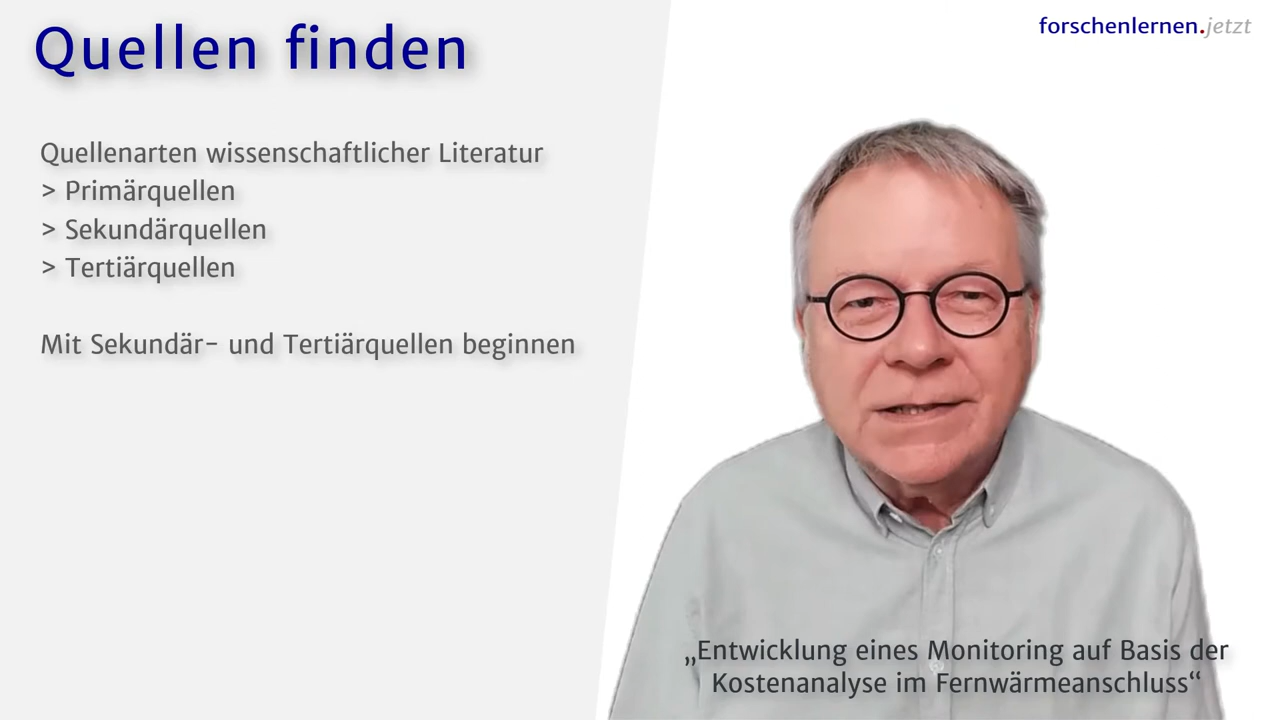 Quellen finden
forschenlernen.jetzt
Quellenarten wissenschaftlicher Literatur
> Primärquellen
> Sekundärquellen
> Tertiärquellen
Mit Sekundär- und Tertiärquellen beginnen
„Entwicklung eines Monitoring auf Basis der
Kostenanalyse im Fernwärmeanschluss“